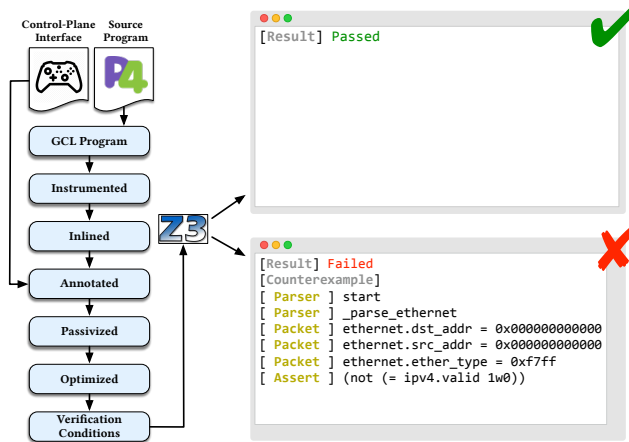 Control-Plane
Interface
Source
Program
P4
GCL Program
Instrumented
Inlined
Annotated
Passivized
Optimized
Verification
Conditions
Z3
[Result] Passed
[Result] Failed
[Counterexample]
[ Parser ] start
[ Parser ] _parse_ethernet
[ Packet ] ethernet.dst_addr = 0x000000000000
[ Packet ] ethernet.src_addr = 0x000000000000
[ Packet ] ethernet.ether_type = 0xf7ff
[ Assert ] (not (= ipv4.valid 1w0))